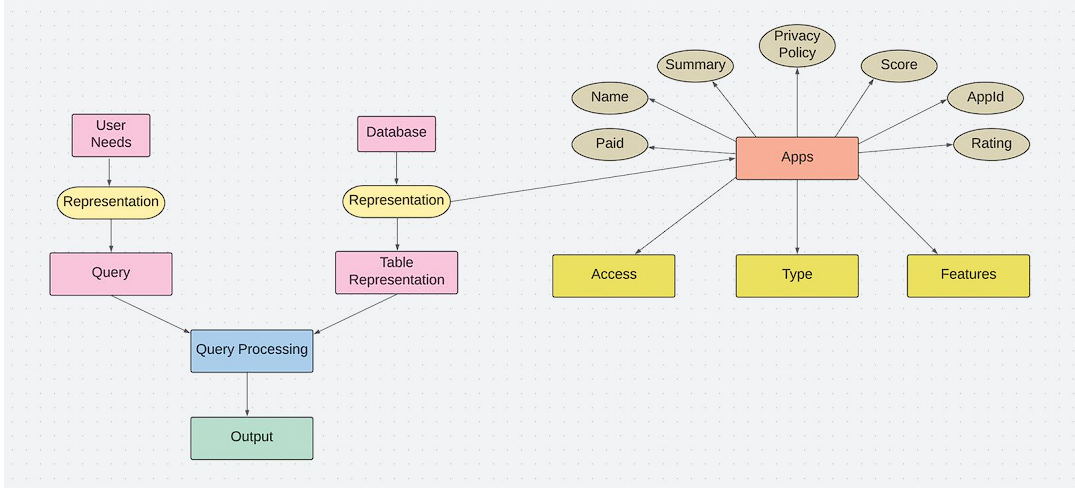 Privacy
Policy
Summary
Score
Name
AppId
User
Needs
Database
Paid
Apps
Rating
Representation
Representation
Query
Table
Representation
Access
Type
Features
Query Processing
Output